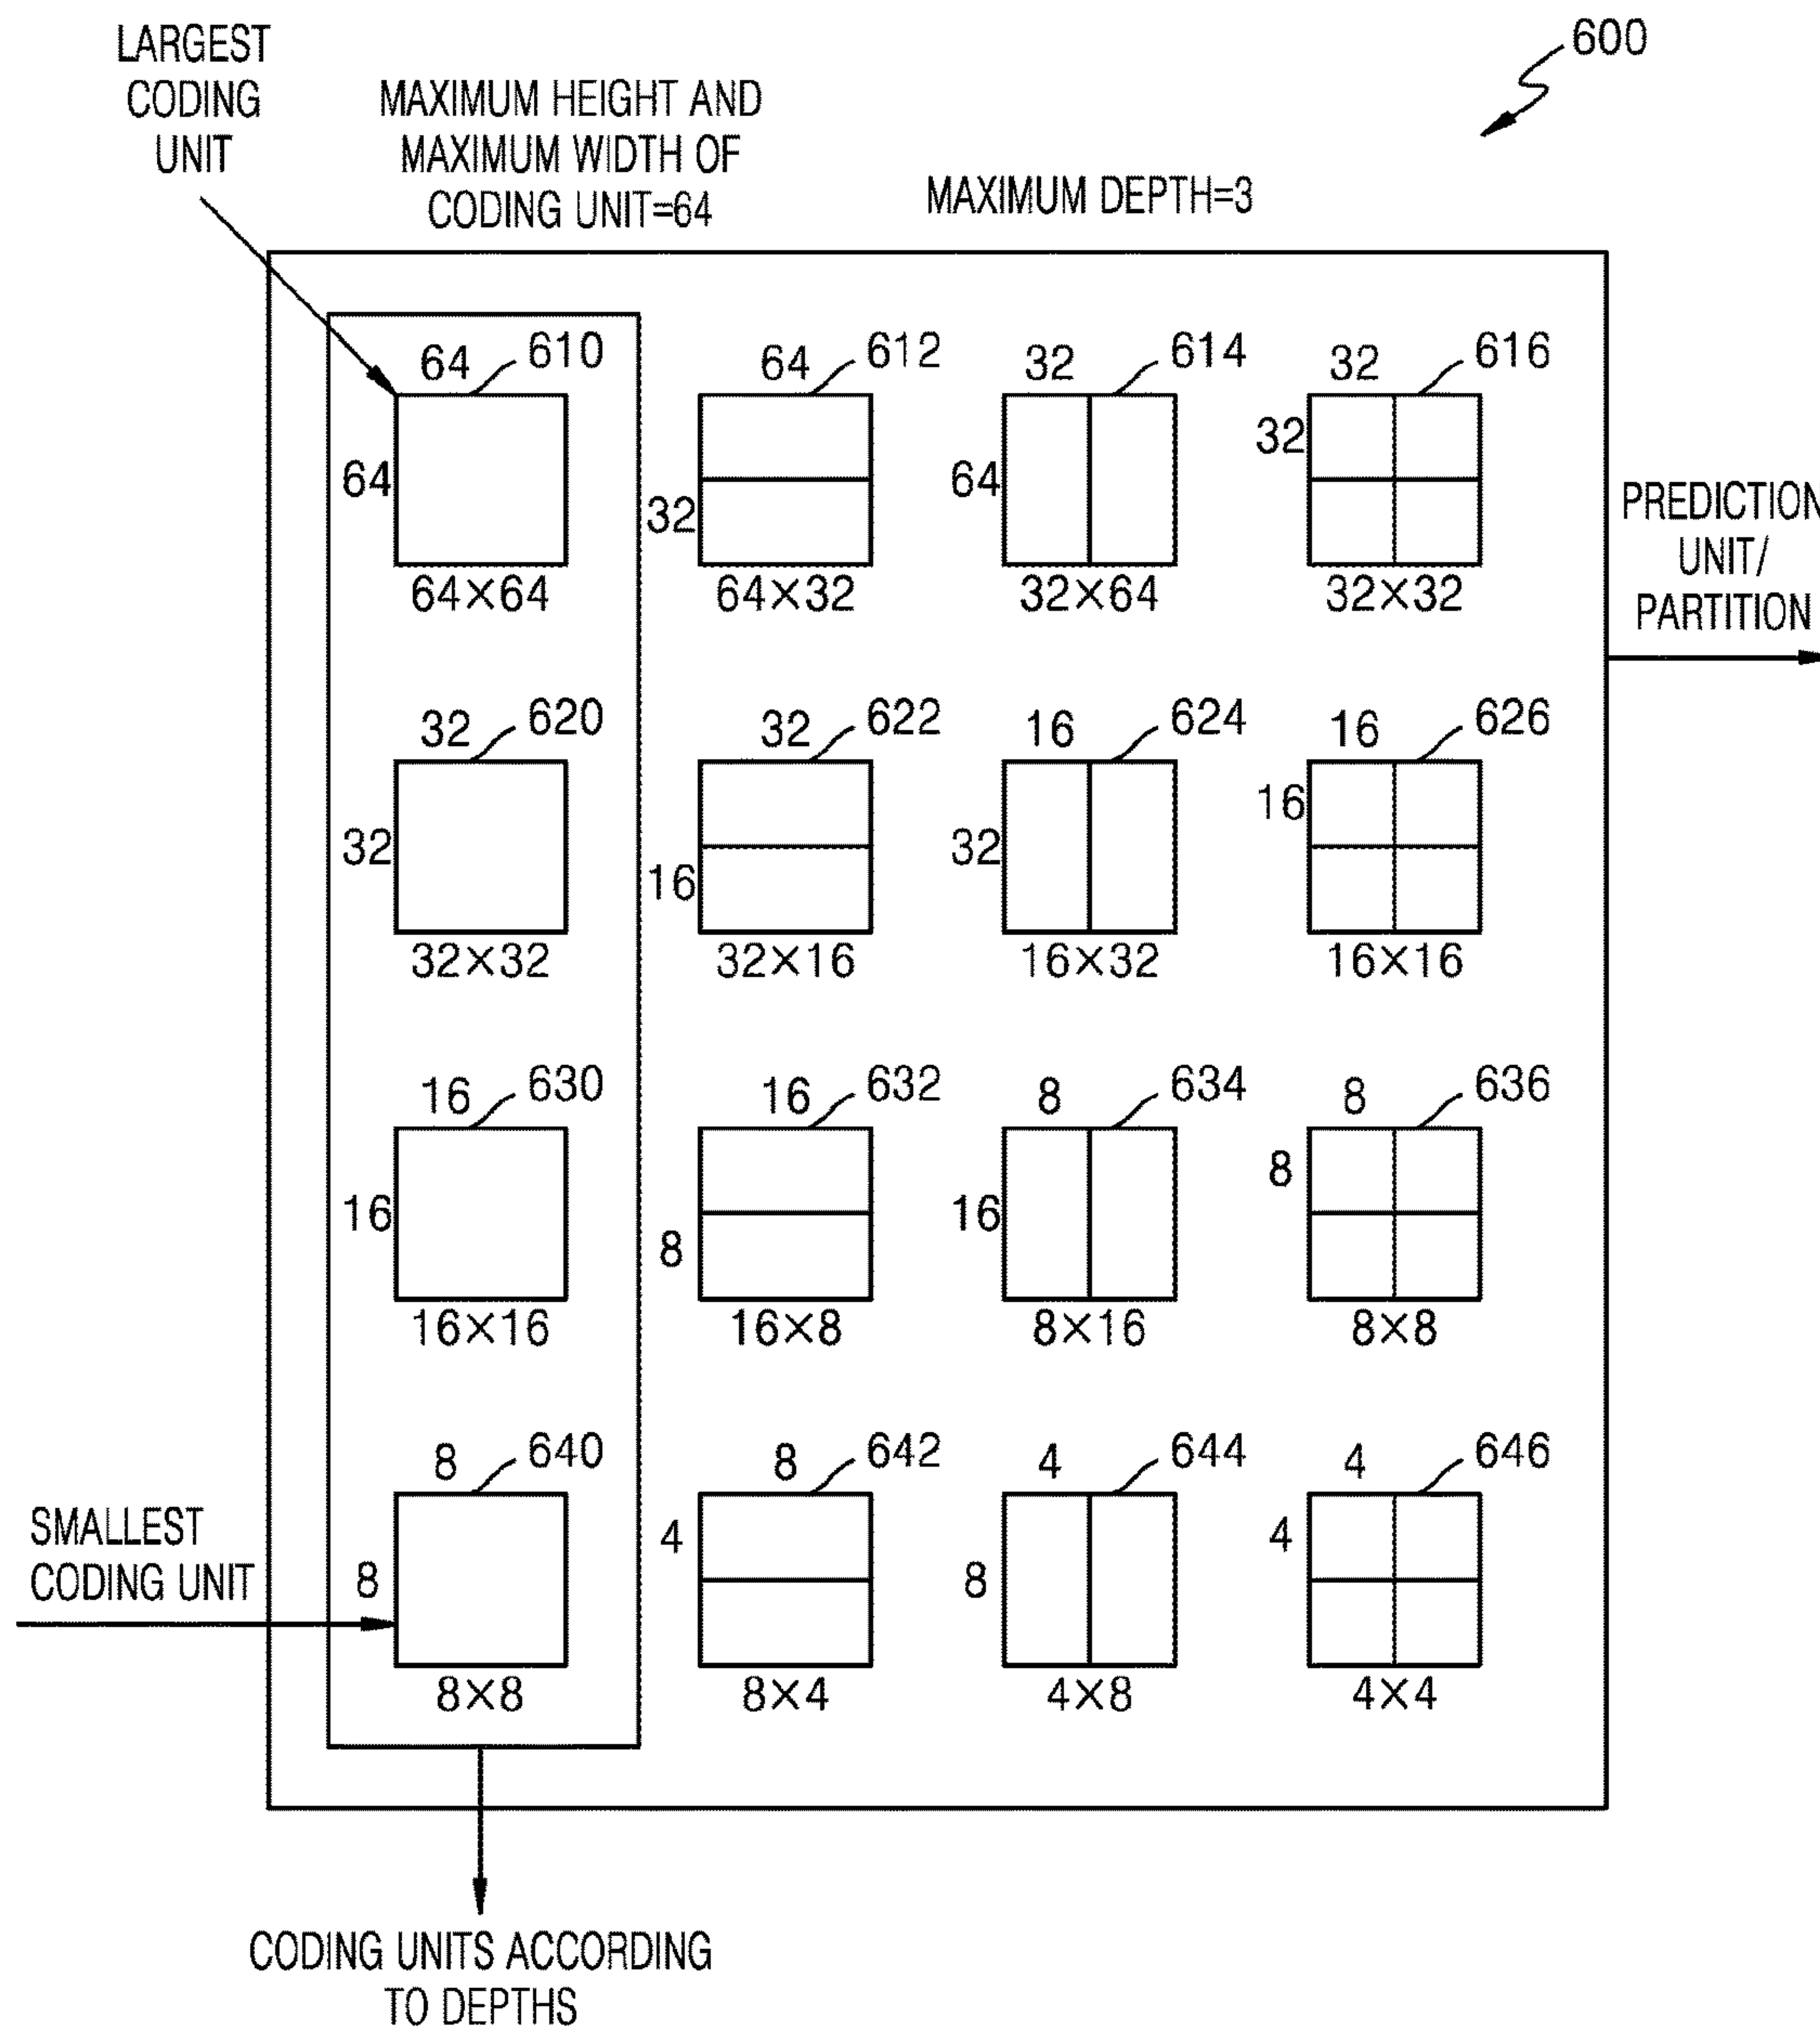 600
LARGEST
CODING
UNIT
MAXIMUM HEIGHT AND
MAXIMUM WIDTH OF
CODING UNIT=64
MAXIMUM DEPTH=3
64 610 64 612 32 614 32 616
64 32 64 32
64×64 64×32 32×64 32×32
PREDICTION
UNIT/
PARTITION
32 620 32 622 16 624 16 626
32 16 32 16
32×32 32×16 16×32 16×16
16 630 16 632 8 634 8 636
16 8 16 8
16×16 16×8 8×16 8×8
8 640 8 642 4 644 4 646
SMALLEST
CODING UNIT
8 4 8 4
8×8 8×4 4×8 4×4
CODING UNITS ACCORDING
TO DEPTHS